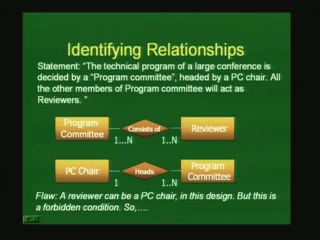 Identifying Relationships
Statement: “The technical program of a large conference is
decided by a “Program committee”, headed by a PC chair. All
the other members of Program committee will act as
Reviewers. ”
Program
Committee
Consists of
Reviewer
1...N
1...N
PC Chair
Heads
Program
Committee
1
1...N
Flaw: A reviewer can be a PC chair, in this design. But this is
a forbidden condition. So,….